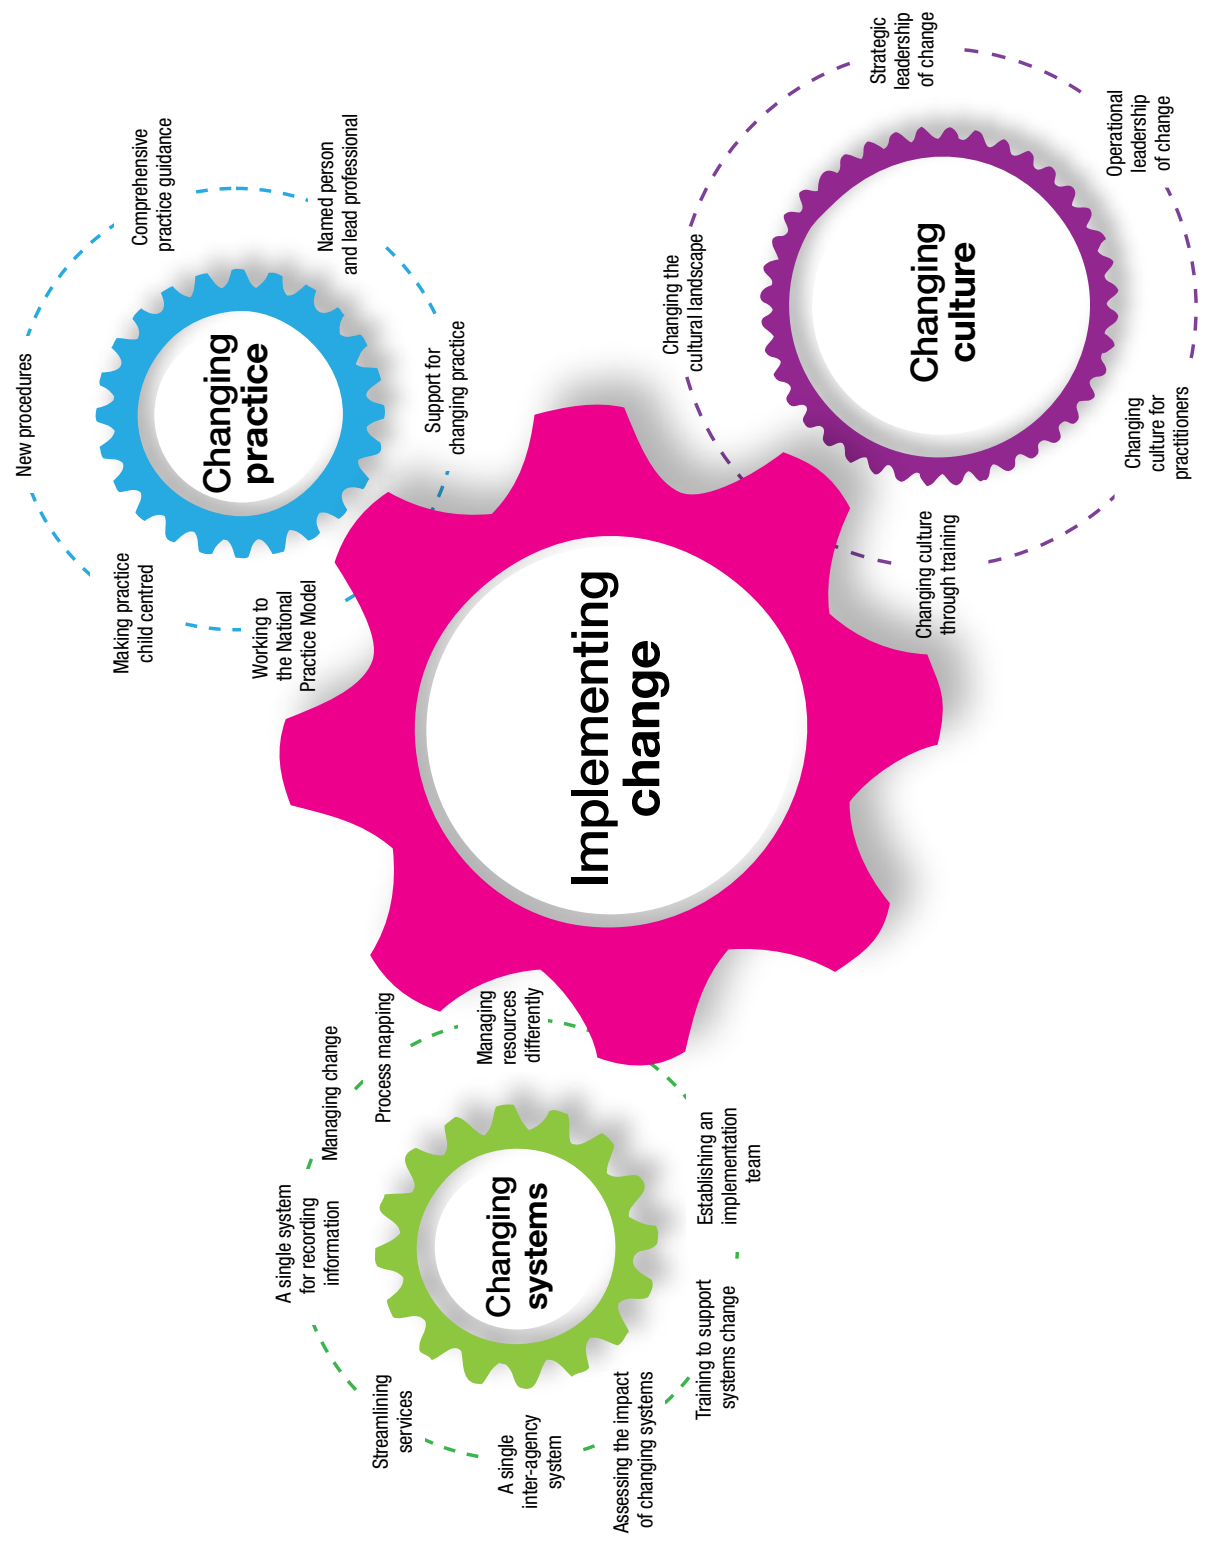 Implementing
change
Changing
practice
New procedures
Comprehensive
practice guidance
Named person
and lead professional
Support for
changing practice
Working to
the National
Practice Model
Making practice
child centred
Changing
culture
Changing the
cultural landscape
Strategic
leadership
of change
Operational
leadership
of change
Changing
culture for
practitioners
Changing culture
through training
Changing
systems
A single system
for recording
information
Managing change
Process mapping
Managing
resources
differently
Establishing an
implementation
team
Training to support
systems change
Assessing the impact
of changing systems
A single
inter-agency
system
Streamlining
services